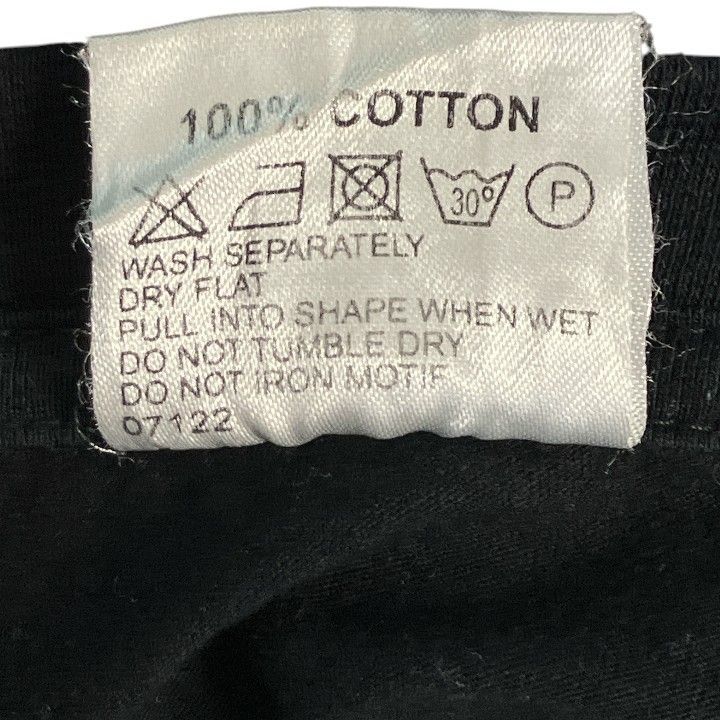 100% COTTON
30° P
WASH SEPARATELY
DRY FLAT
PULL INTO SHAPE WHEN WET
DO NOT TUMBLE DRY
DO NOT IRON MOTIF
07122